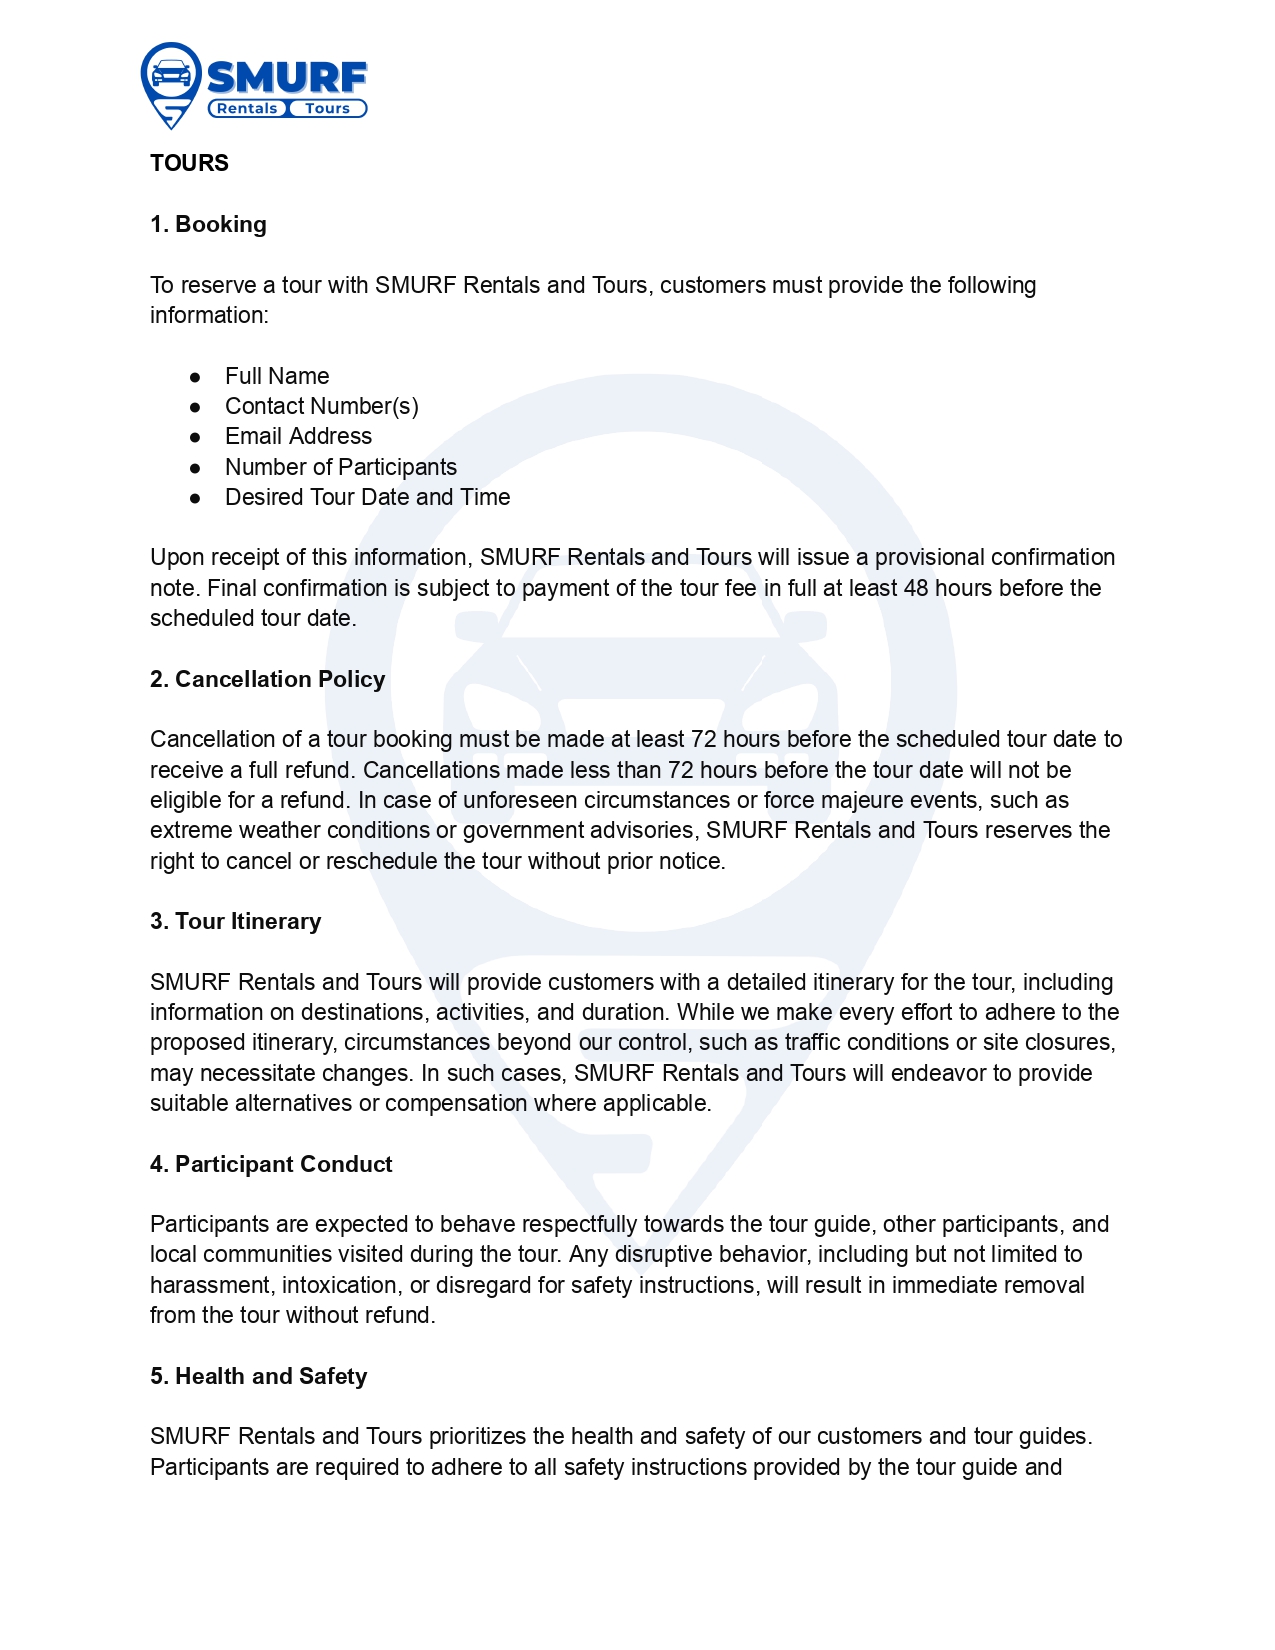 SMURF
Rentals Tours
TOURS
1. Booking
To reserve a tour with SMURF Rentals and Tours, customers must provide the following
information:
● Full Name
● Contact Number(s)
● Email Address
● Number of Participants
● Desired Tour Date and Time
Upon receipt of this information, SMURF Rentals and Tours will issue a provisional confirmation
note. Final confirmation is subject to payment of the tour fee in full at least 48 hours before the
scheduled tour date.
2. Cancellation Policy
Cancellation of a tour booking must be made at least 72 hours before the scheduled tour date to
receive a full refund. Cancellations made less than 72 hours before the tour date will not be
eligible for a refund. In case of unforeseen circumstances or force majeure events, such as
extreme weather conditions or government advisories, SMURF Rentals and Tours reserves the
right to cancel or reschedule the tour without prior notice.
3. Tour Itinerary
SMURF Rentals and Tours will provide customers with a detailed itinerary for the tour, including
information on destinations, activities, and duration. While we make every effort to adhere to the
proposed itinerary, circumstances beyond our control, such as traffic conditions or site closures,
may necessitate changes. In such cases, SMURF Rentals and Tours will endeavor to provide
suitable alternatives or compensation where applicable.
4. Participant Conduct
Participants are expected to behave respectfully towards the tour guide, other participants, and
local communities visited during the tour. Any disruptive behavior, including but not limited to
harassment, intoxication, or disregard for safety instructions, will result in immediate removal
from the tour without refund.
5. Health and Safety
SMURF Rentals and Tours prioritizes the health and safety of our customers and tour guides.
Participants are required to adhere to all safety instructions provided by the tour guide and